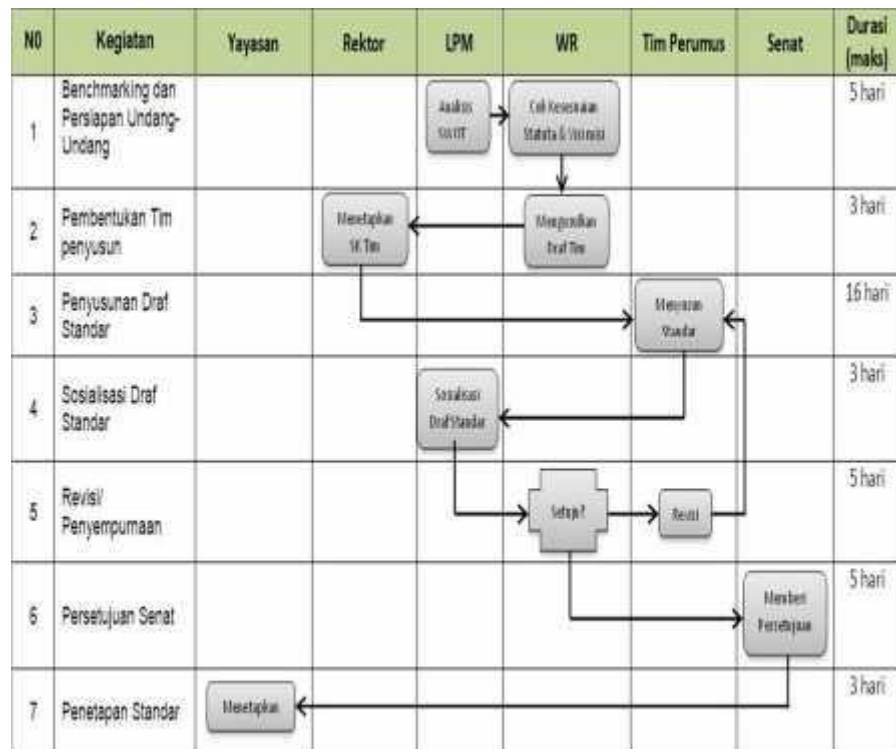 N0
Kegiatan
Yayasan
Rektor
LPM
WR
Tim Perumus
Senat
Durasi
(maks)
1
Benchmarking dan
Persiapan Undang-
Undang
Analisis
SWOT
Cek Kesesuaian
Statuta & Visi misi
5 hari
2
Pembentukan Tim
penyusun
Menetapkan
SK Tim
Mengusulkan
Draf Tim
3 hari
3
Penyusunan Draf
Standar
Menyusun
Standar
16 hari
4
Sosialisasi Draf
Standar
Sosialisasi
Draf Standar
3 hari
5
Revisi/
Penyempurnaan
Setuju?
Revisi
5 hari
6
Persetujuan Senat
Memberi
Persetujuan
5 hari
7
Penetapan Standar
Menetapkan
3 hari